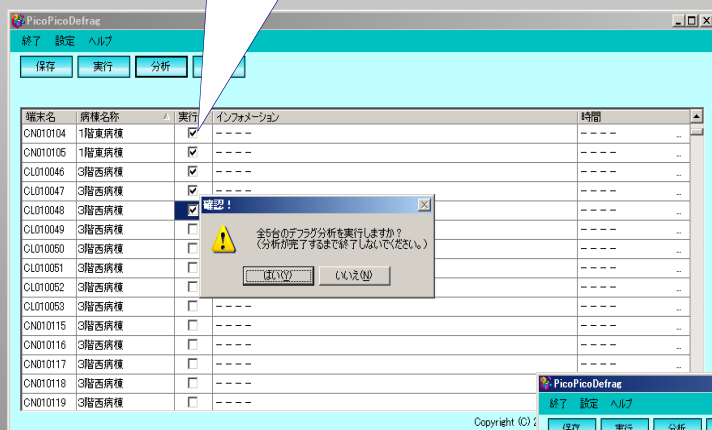 PicoPicoDefrag
終了 設定 ヘルプ
保存 実行 分析
端末名 病棟名称 実行 インフォメーション 時間
CN010104 1階東病棟 ---- ---- ...
CN010105 1階東病棟 ---- ---- ...
CL010046 3階西病棟 ---- ---- ...
CL010047 3階西病棟 ---- ---- ...
CL010048 3階西病棟 ---- ...
CL010049 3階西病棟 ---- ...
CL010050 3階西病棟 ---- ...
CL010051 3階西病棟 ---- ...
CL010052 3階西病棟 ---- ...
CL010053 3階西病棟 ---- ---- ...
CN010115 3階西病棟 ---- ---- ...
CN010116 3階西病棟 ---- ---- ...
CN010117 3階西病棟 ---- ---- ...
CN010118 3階西病棟 ----
CN010119 3階西病棟 ----
確認!
全5台のデフラグ分析を実行しますか?
(分析が完了するまで終了しないでください。)
はい(Y) いいえ(N)
Copyright (C)
PicoPicoDefrag
終了 設定 ヘルプ
保存 実行 分析